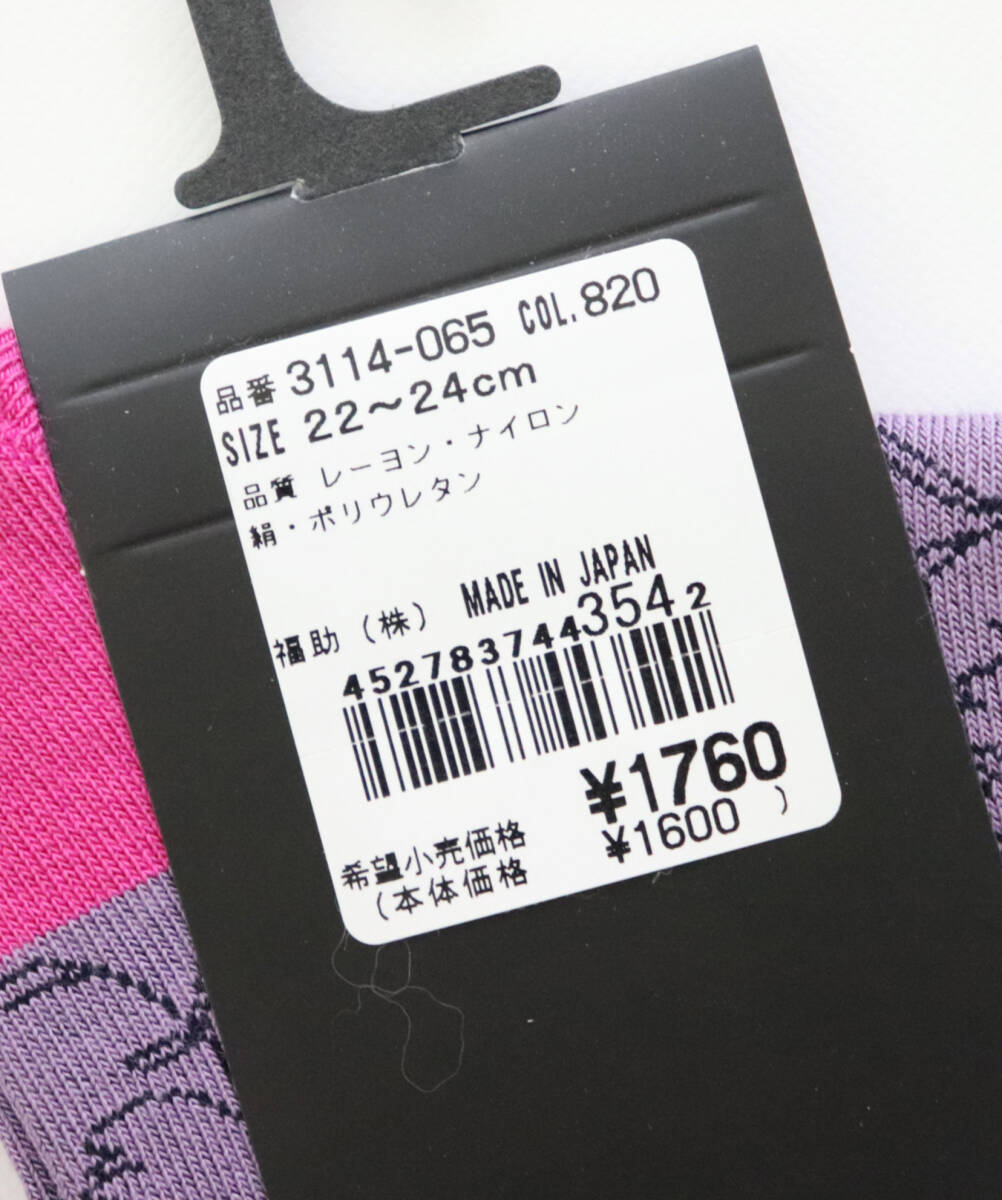 品番 3114-065 COL.820
SIZE 22～24cm
品質 レーヨン・ナイロン
絹・ポリウレタン
福助（株） MADE IN JAPAN
4527837443542
希望小売価格 ¥1760
（本体価格 ¥1600 ）